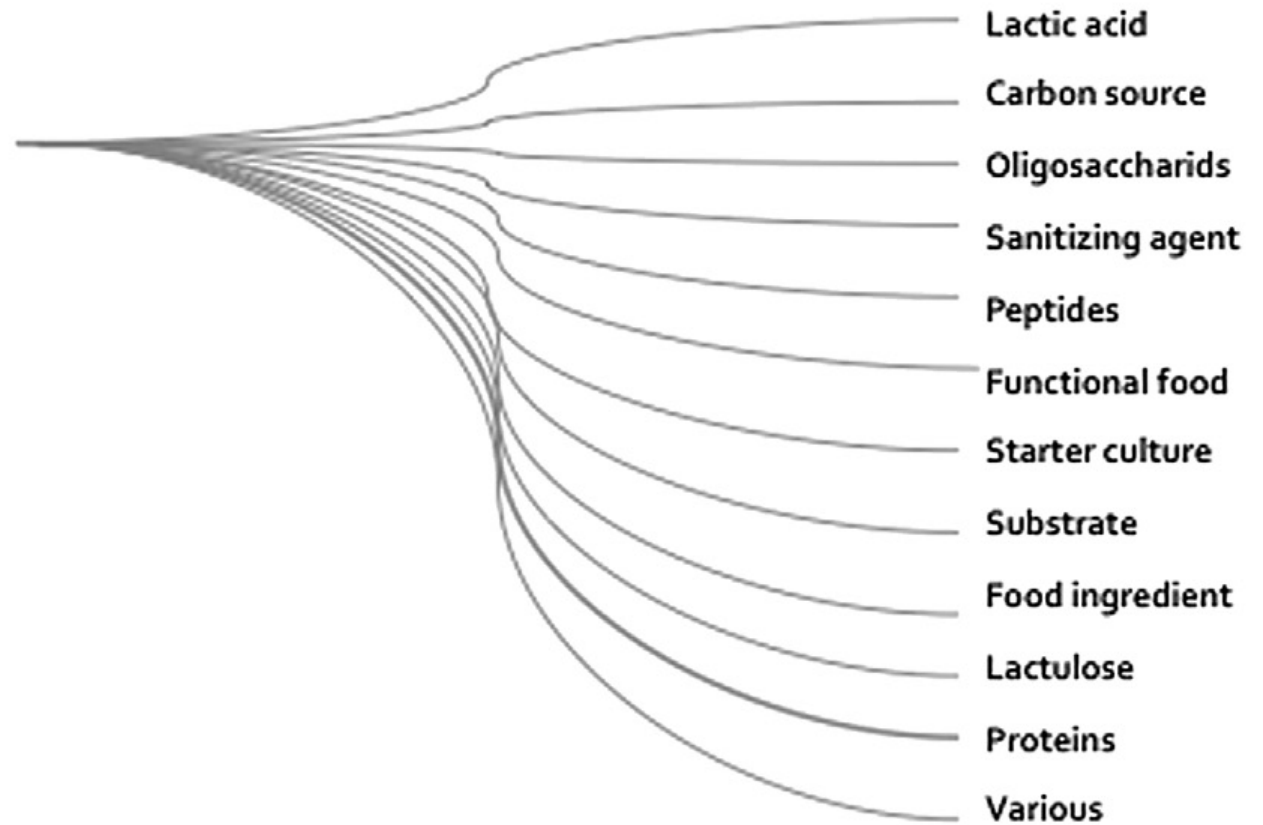 Lactic acid
Carbon source
Oligosaccharids
Sanitizing agent
Peptides
Functional food
Starter culture
Substrate
Food ingredient
Lactulose
Proteins
Various